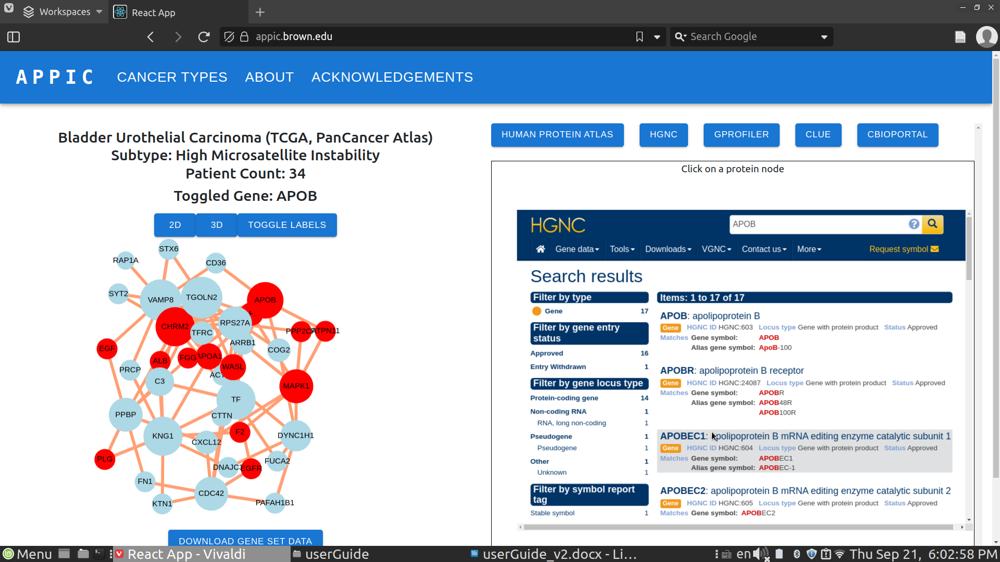 Workspaces
React App
appic.brown.edu
Search Google
APPIC CANCER TYPES ABOUT ACKNOWLEDGEMENTS
Bladder Urothelial Carcinoma (TCGA, PanCancer Atlas)
Subtype: High Microsatellite Instability
Patient Count: 34
Toggled Gene: APOB
2D 3D TOGGLE LABELS
STX6
RAP1A
CD36
SYT2
VAMP8
TGOLN2
APOB
CHRM2
TFRC
RPS27A
PPP2CA
PTPN11
ARRB1
EGF
COG2
ALB
FGG
APOA1
PRCP
WASL
C3
MAPK1
TF
PPBP
CTTN
KNG1
F2
DYNC1H1
CXCL12
PLG
FUCA2
DNAJC3
EGFR
FN1
CDC42
KTN1
PAFAH1B1
DOWNLOAD GENE SET DATA
HUMAN PROTEIN ATLAS HGNC GPROFILER CLUE CBIOPORTAL
Click on a protein node
HGNC
APOB
?
Gene data Tools Downloads VGNC Contact us More Request symbol
Search results
Filter by type
Gene 17
Filter by gene entry
status
Approved 16
Entry Withdrawn 1
Filter by gene locus type
Protein-coding gene 14
Non-coding RNA 1
RNA, long non-coding 1
Pseudogene 1
Pseudogene 1
Other 1
Unknown 1
Filter by symbol report
tag
Stable symbol 1
Items: 1 to 17 of 17
APOB: apolipoprotein B
Gene HGNC ID HGNC:603 Locus type Gene with protein product Status Approved
Matches Gene symbol: APOB
Alias gene symbol: ApoB-100
APOBR: apolipoprotein B receptor
Gene HGNC ID HGNC:24087 Locus type Gene with protein product Status Approved
Matches Gene symbol: APOBR
Alias gene symbol: APOB48R
APOB100R
APOBEC1: apolipoprotein B mRNA editing enzyme catalytic subunit 1
Gene HGNC ID HGNC:604 Locus type Gene with protein product Status Approved
Matches Gene symbol: APOBEC1
Alias gene symbol: APOBEC-1
APOBEC2: apolipoprotein B mRNA editing enzyme catalytic subunit 2
Gene HGNC ID HGNC:605 Locus type Gene with protein product Status Approved
Matches Gene symbol: APOBEC2
Menu React App - Vivaldi userGuide userGuide_v2.docx - Li... en Thu Sep 21, 6:02:58 PM